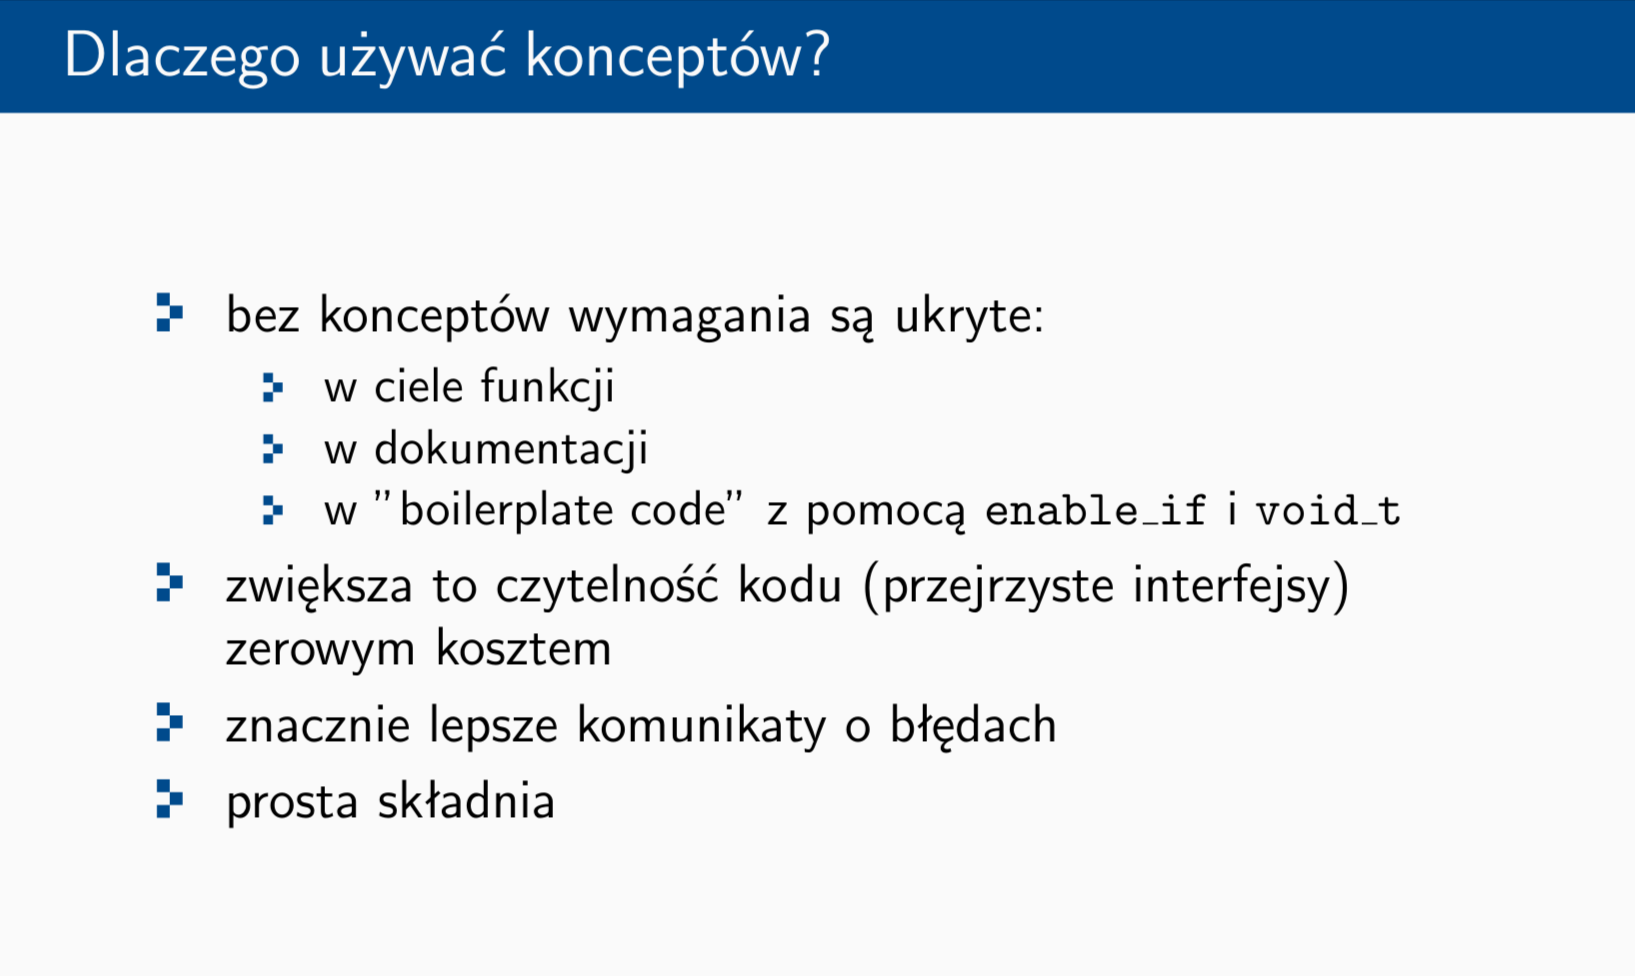 Dlaczego używać konceptów?
bez konceptów wymagania są ukryte:
w ciele funkcji
w dokumentacji
w ”boilerplate code” z pomocą enable_if i void_t
zwiększa to czytelność kodu (przejrzyste interfejsy)
zerowym kosztem
znacznie lepsze komunikaty o błędach
prosta składnia